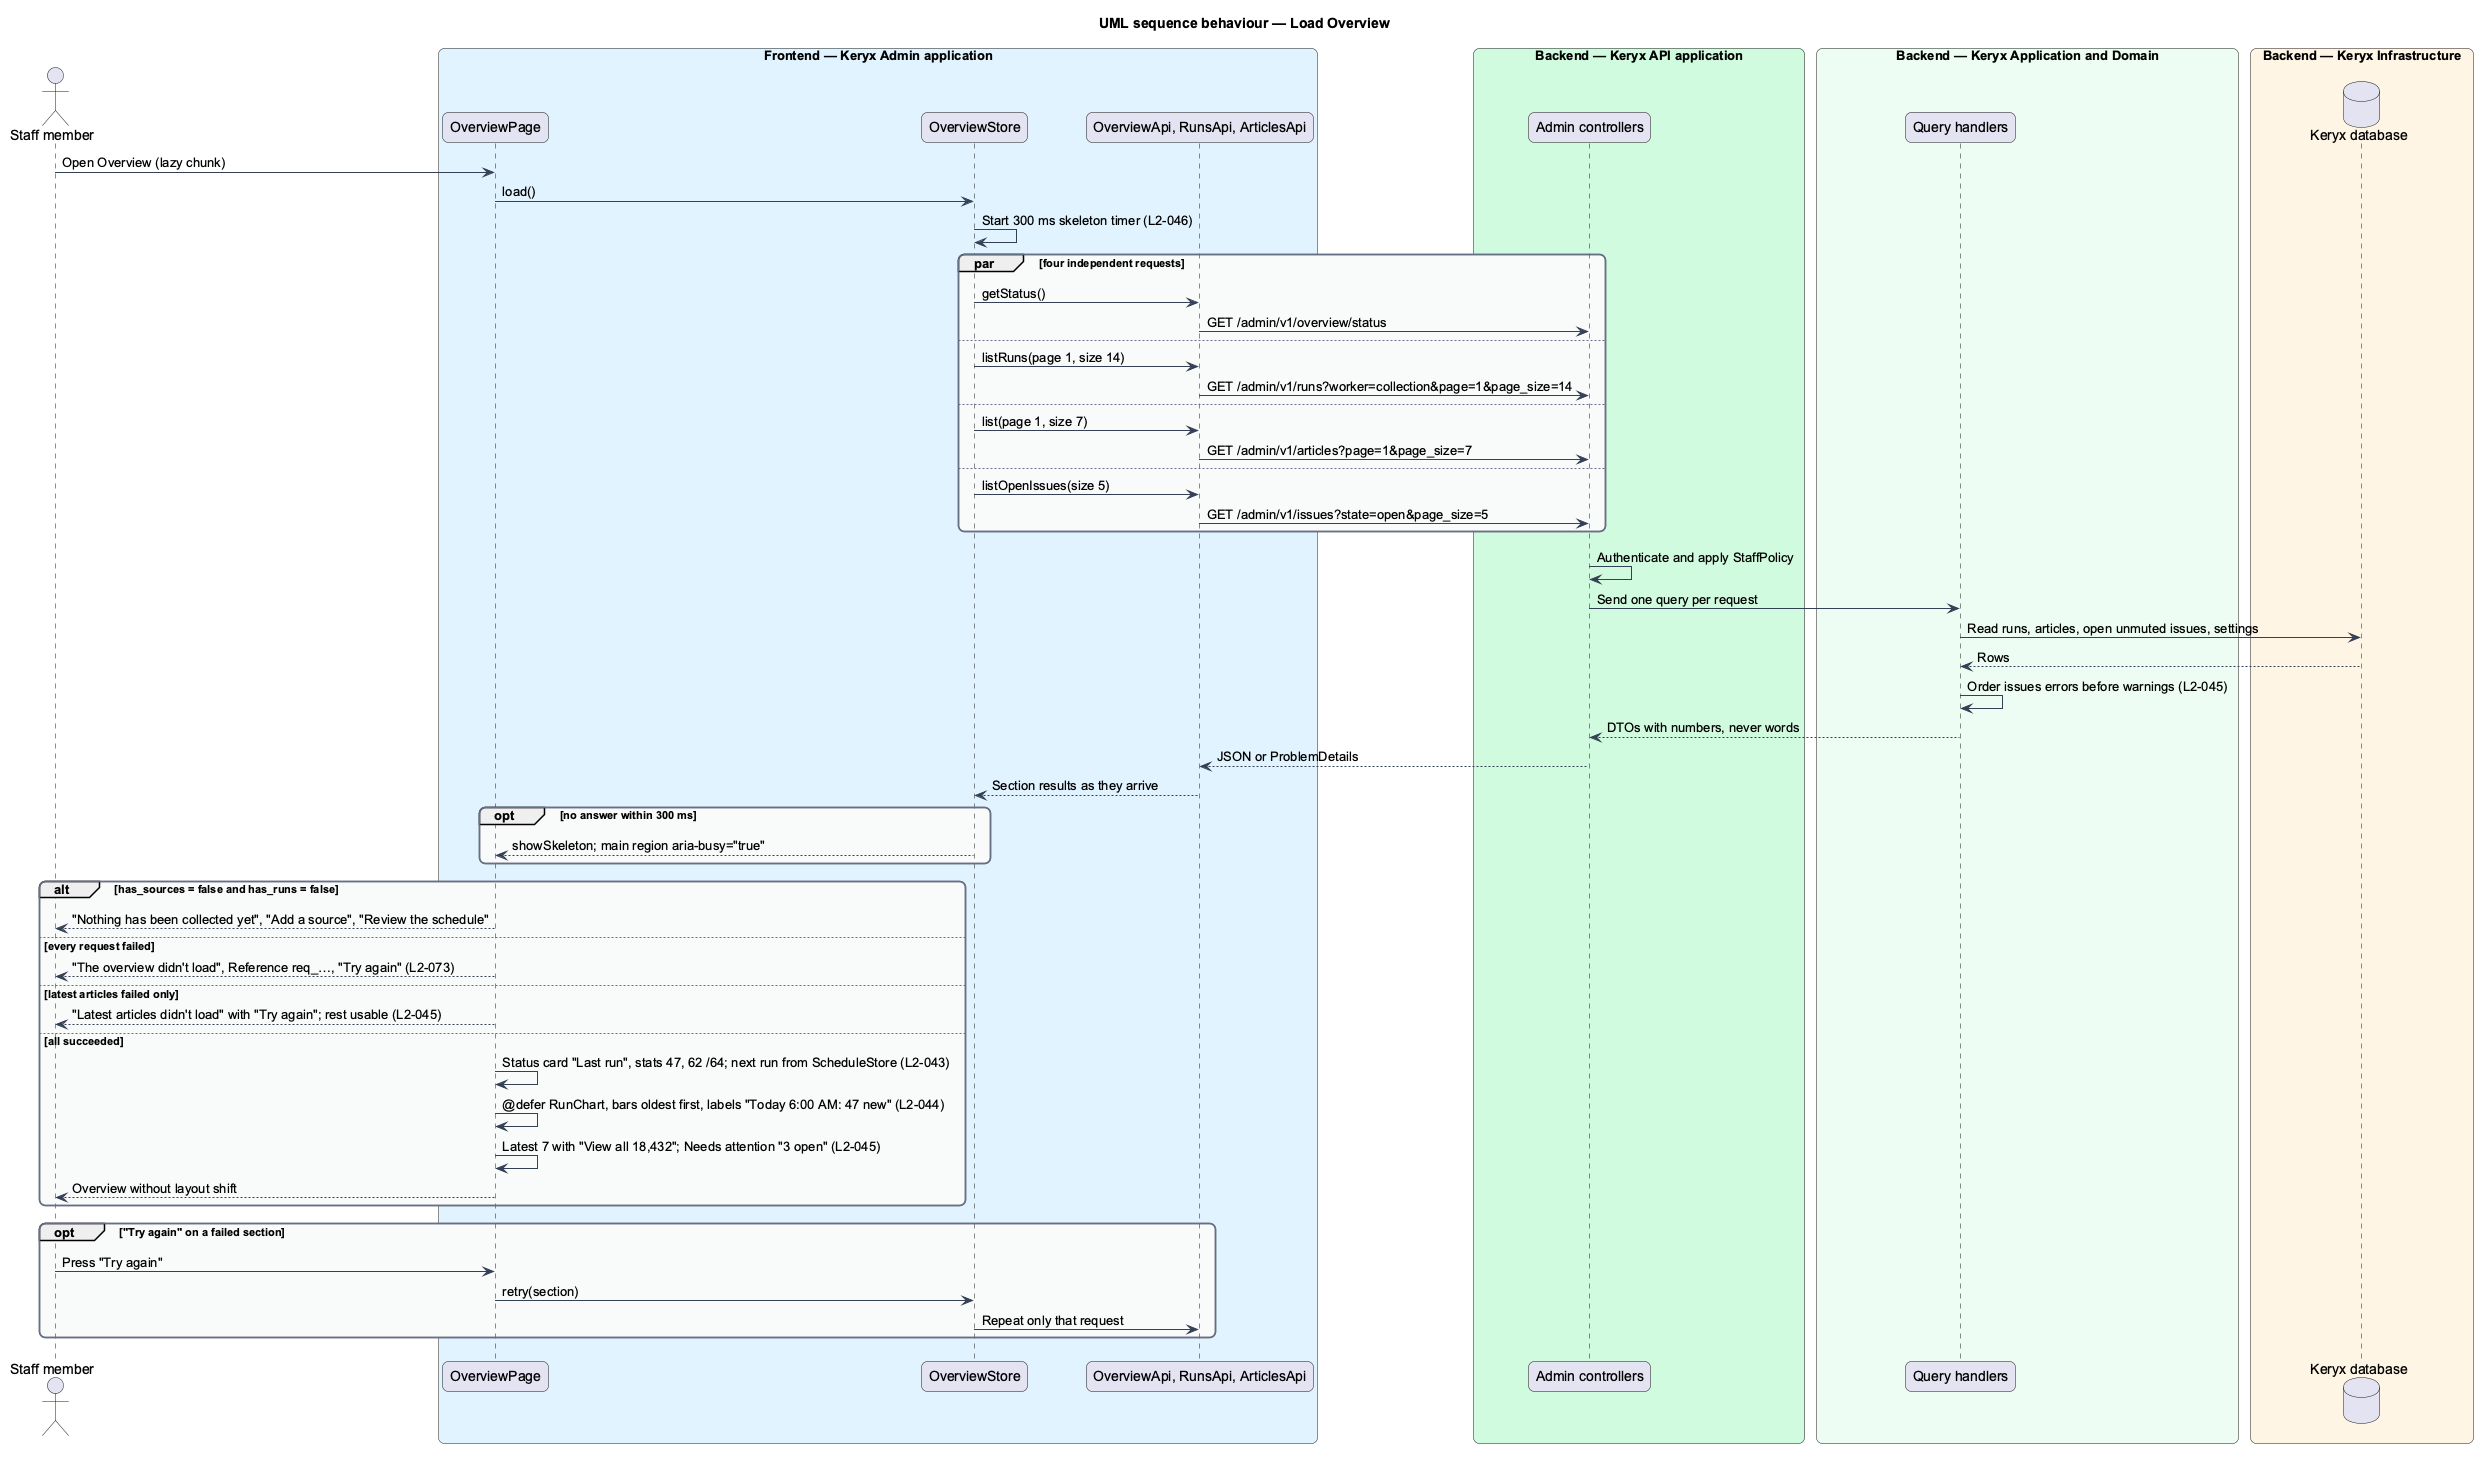 UML sequence behaviour — Load Overview
Frontend — Keryx Admin application
Backend — Keryx API application
Backend — Keryx Application and Domain
Backend — Keryx Infrastructure
Staff member
OverviewPage
OverviewStore
OverviewApi, RunsApi, ArticlesApi
Admin controllers
Query handlers
Keryx database
Open Overview (lazy chunk)
load()
Start 300 ms skeleton timer (L2-046)
par
[four independent requests]
getStatus()
GET /admin/v1/overview/status
listRuns(page 1, size 14)
GET /admin/v1/runs?worker=collection&page=1&page_size=14
list(page 1, size 7)
GET /admin/v1/articles?page=1&page_size=7
listOpenIssues(size 5)
GET /admin/v1/issues?state=open&page_size=5
Authenticate and apply StaffPolicy
Send one query per request
Read runs, articles, open unmuted issues, settings
Rows
Order issues errors before warnings (L2-045)
DTOs with numbers, never words
JSON or ProblemDetails
Section results as they arrive
opt
[no answer within 300 ms]
showSkeleton; main region aria-busy="true"
alt
[has_sources = false and has_runs = false]
"Nothing has been collected yet", "Add a source", "Review the schedule"
[every request failed]
"The overview didn't load", Reference req_…, "Try again" (L2-073)
[latest articles failed only]
"Latest articles didn't load" with "Try again"; rest usable (L2-045)
[all succeeded]
Status card "Last run", stats 47, 62 /64; next run from ScheduleStore (L2-043)
@defer RunChart, bars oldest first, labels "Today 6:00 AM: 47 new" (L2-044)
Latest 7 with "View all 18,432"; Needs attention "3 open" (L2-045)
Overview without layout shift
opt
["Try again" on a failed section]
Press "Try again"
retry(section)
Repeat only that request
Staff member
OverviewPage
OverviewStore
OverviewApi, RunsApi, ArticlesApi
Admin controllers
Query handlers
Keryx database